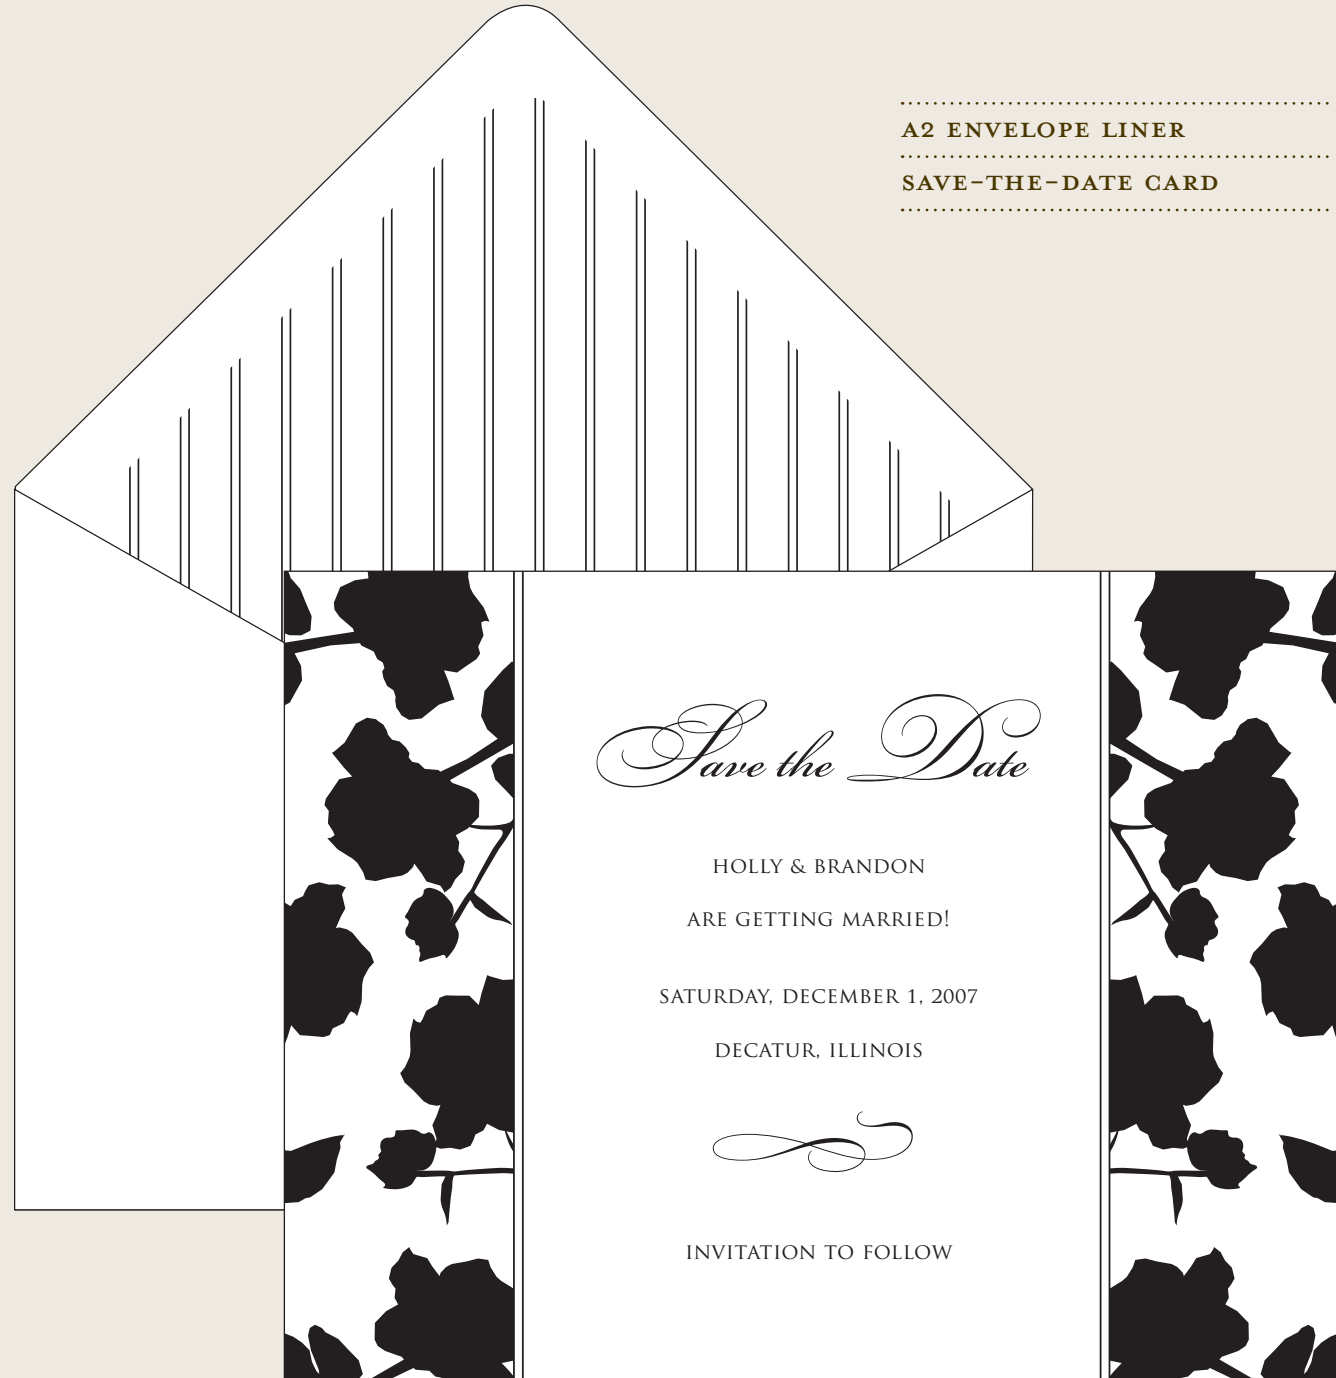 A2 ENVELOPE LINER
SAVE-THE-DATE CARD
Save the Date
HOLLY & BRANDON
ARE GETTING MARRIED!
SATURDAY, DECEMBER 1, 2007
DECATUR, ILLINOIS
INVITATION TO FOLLOW